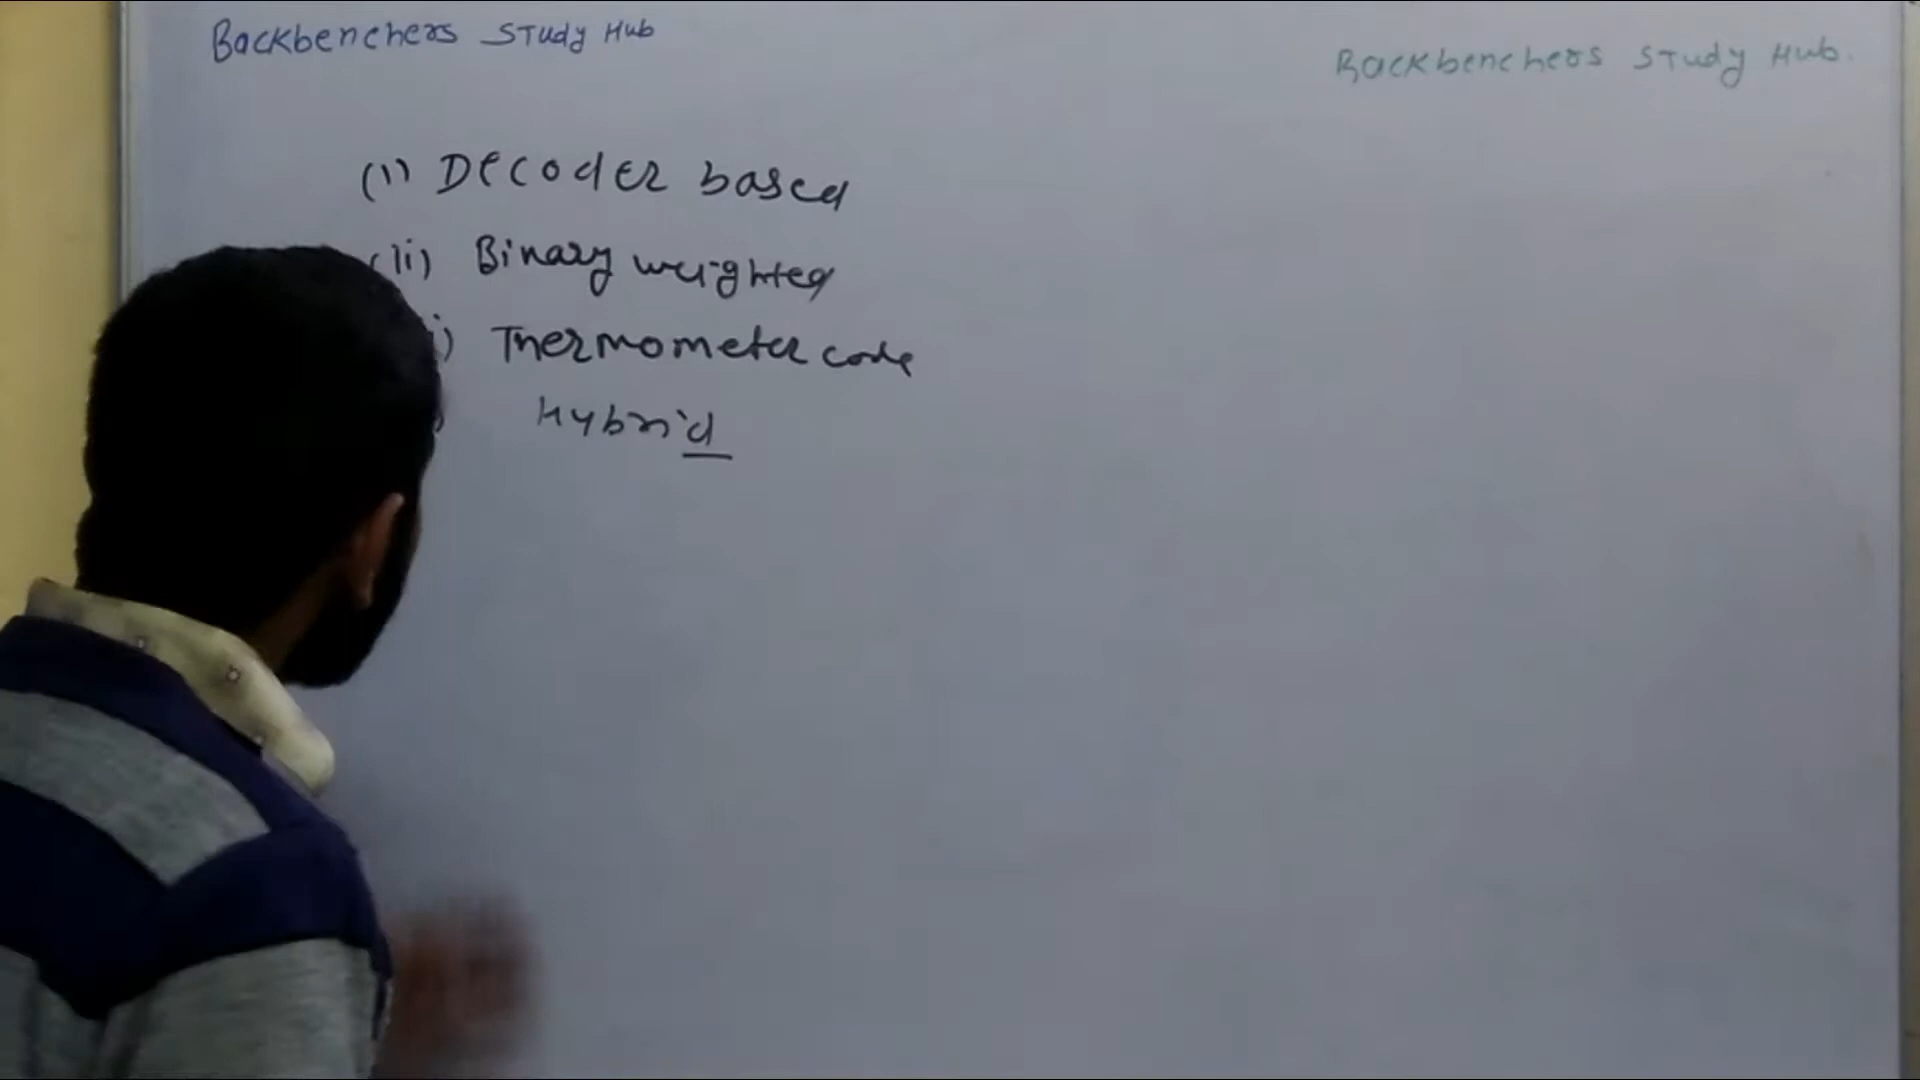 Backbenchers Study Hub
Backbenchers Study Hub.
(i) Decoder based
(ii) Binary weighted
i) Thermometer code
) Hybrid